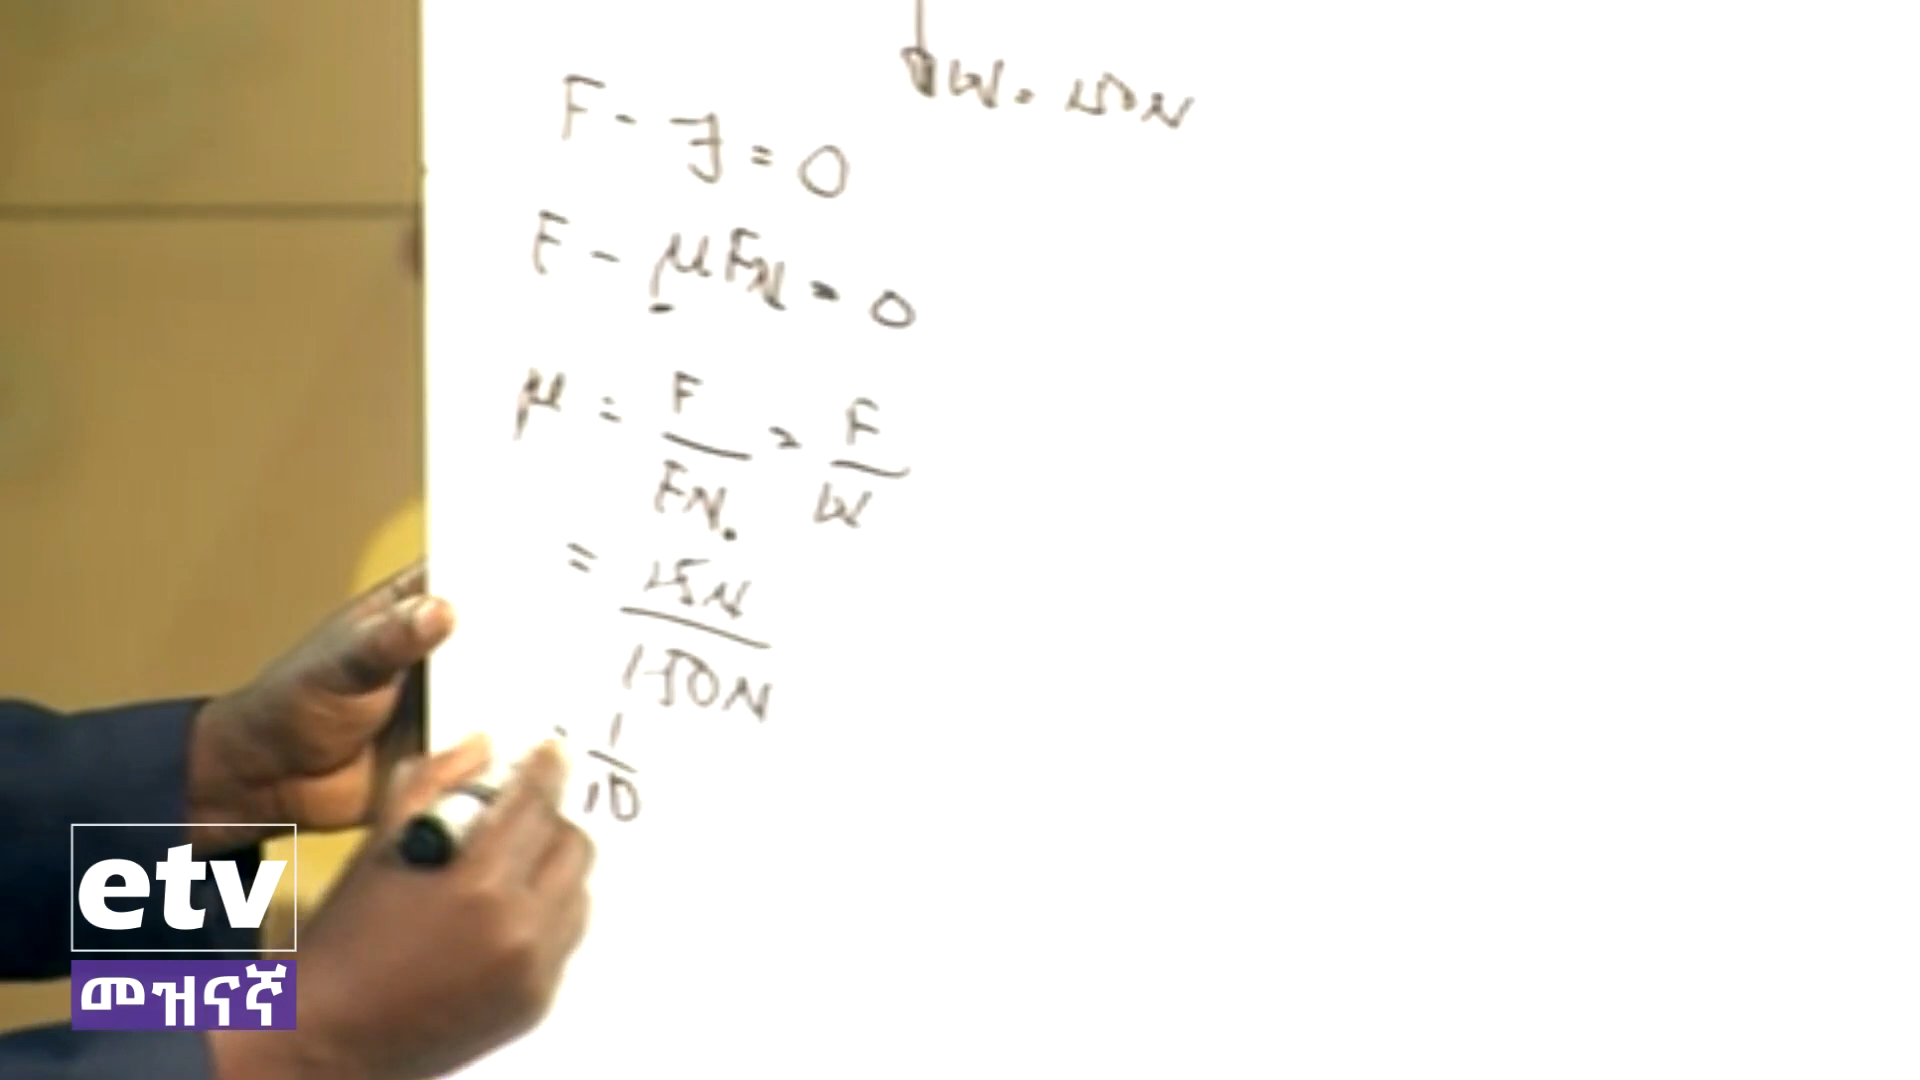 W = 150N
F - f = 0
F - μFN = 0
μ = F/FN = F/W
= 15N/150N
= 1/10
etv
መዝናኛ